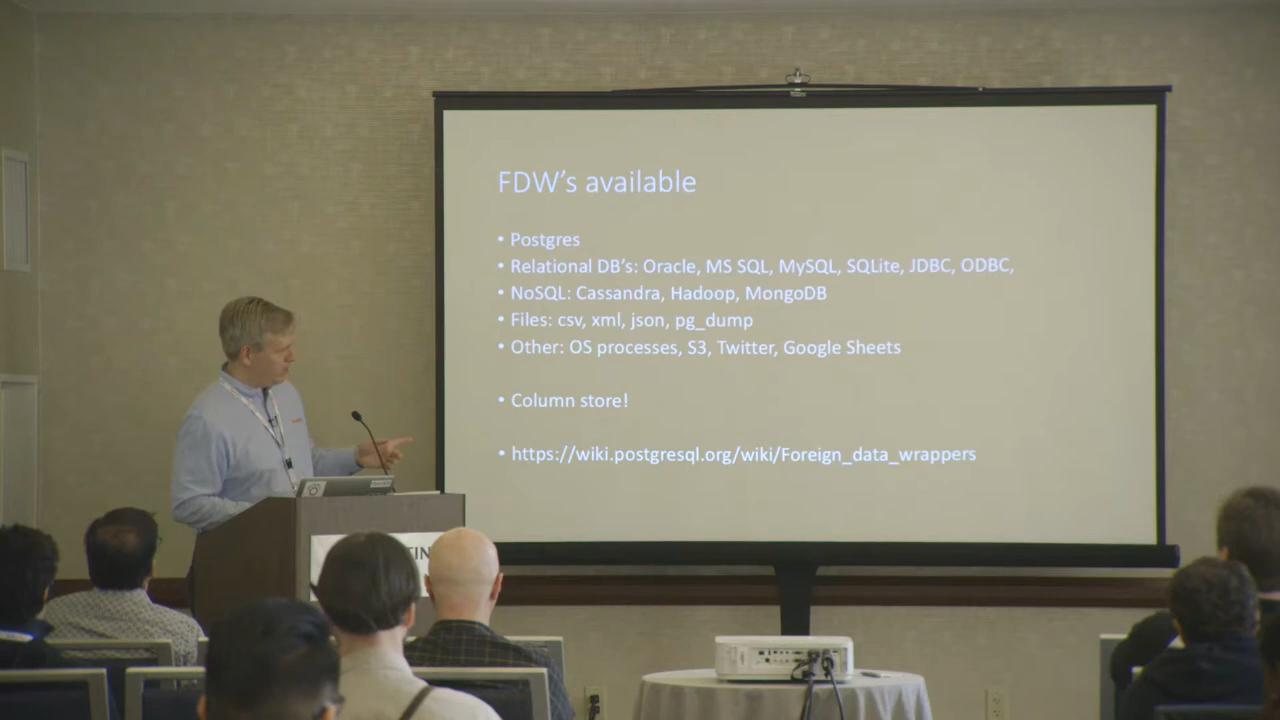 FDW's available
• Postgres
• Relational DB's: Oracle, MS SQL, MySQL, SQLite, JDBC, ODBC,
• NoSQL: Cassandra, Hadoop, MongoDB
• Files: csv, xml, json, pg_dump
• Other: OS processes, S3, Twitter, Google Sheets
• Column store!
• https://wiki.postgresql.org/wiki/Foreign_data_wrappers